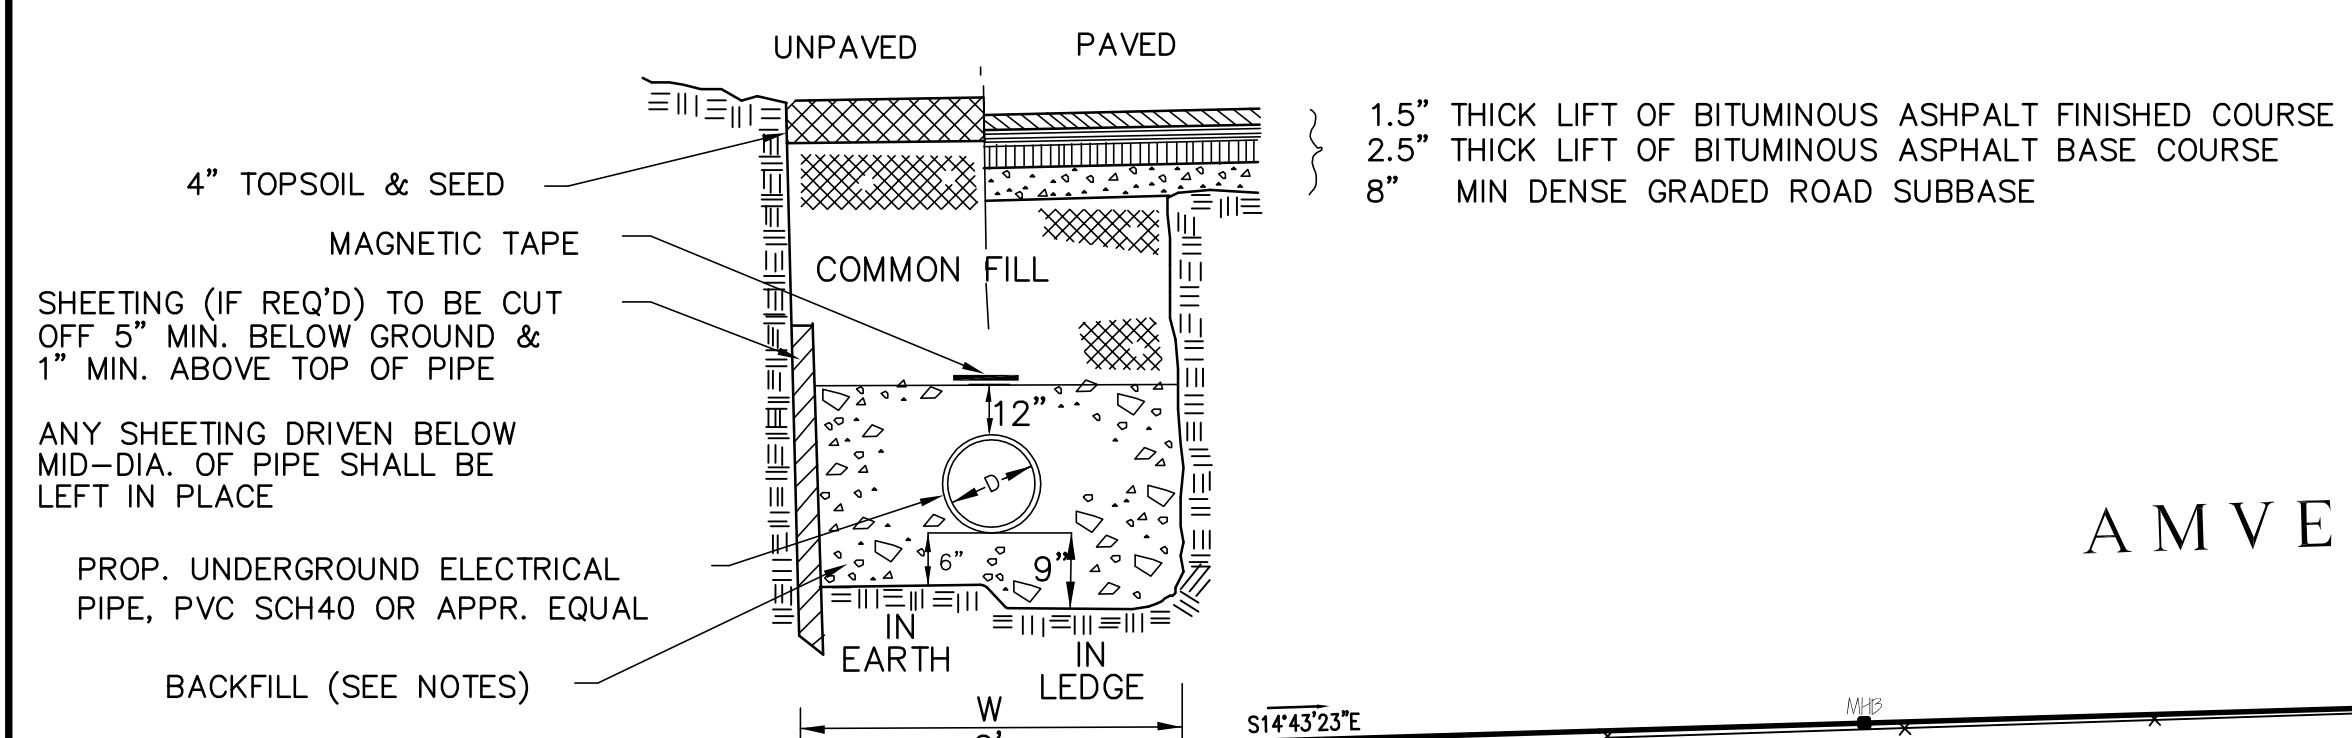 UNPAVED
PAVED
1.5” THICK LIFT OF BITUMINOUS ASHPALT FINISHED COURSE
2.5” THICK LIFT OF BITUMINOUS ASPHALT BASE COURSE
8” MIN DENSE GRADED ROAD SUBBASE
4” TOPSOIL & SEED
MAGNETIC TAPE
COMMON FILL
SHEETING (IF REQ'D) TO BE CUT
OFF 5” MIN. BELOW GROUND &
1” MIN. ABOVE TOP OF PIPE
12”
ANY SHEETING DRIVEN BELOW
MID-DIA. OF PIPE SHALL BE
LEFT IN PLACE
D
AMVE
6”
9”
PROP. UNDERGROUND ELECTRICAL
PIPE, PVC SCH40 OR APPR. EQUAL
IN
EARTH
IN
LEDGE
BACKFILL (SEE NOTES)
W
S14°43'23"E
MHB